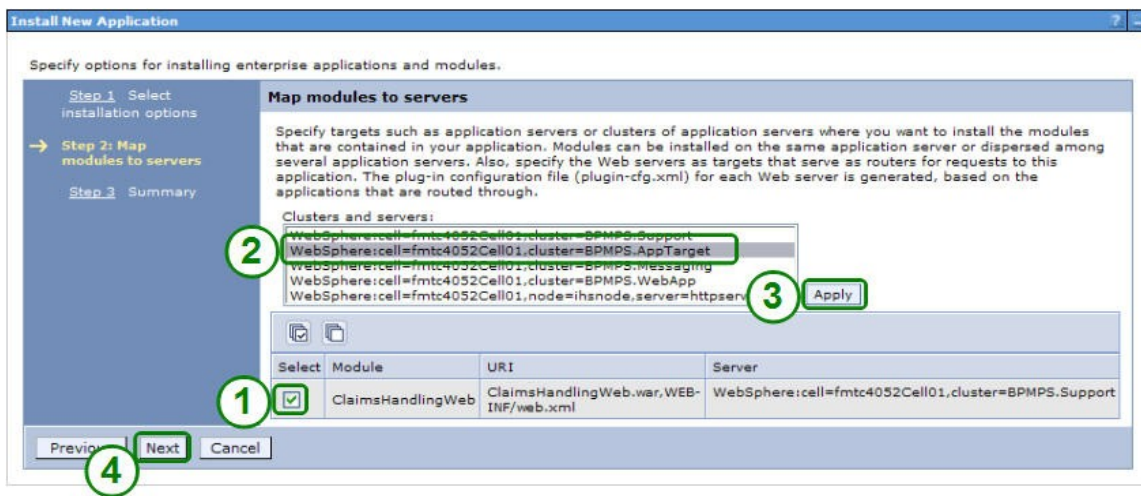 Install New Application
?
Specify options for installing enterprise applications and modules.
Step 1 Select
installation options
Step 2: Map
modules to servers
Step 3 Summary
Map modules to servers
Specify targets such as application servers or clusters of application servers where you want to install the modules
that are contained in your application. Modules can be installed on the same application server or dispersed among
several application servers. Also, specify the Web servers as targets that serve as routers for requests to this
application. The plug-in configuration file (plugin-cfg.xml) for each Web server is generated, based on the
applications that are routed through.
Clusters and servers:
WebSphere:cell=fmtc4052Cell01,cluster=BPMPS.Support
2
WebSphere:cell=fmtc4052Cell01,cluster=BPMPS.AppTarget
WebSphere:cell=fmtc4052Cell01,cluster=BPMPS.Messaging
WebSphere:cell=fmtc4052Cell01,cluster=BPMPS.WebApp
WebSphere:cell=fmtc4052Cell01,node=ihsnode,server=httpserv
3
Apply
Select Module URI Server
1
ClaimsHandlingWeb
ClaimsHandlingWeb.war,WEB-
INF/web.xml
WebSphere:cell=fmtc4052Cell01,cluster=BPMPS.Support
Next Cancel
4